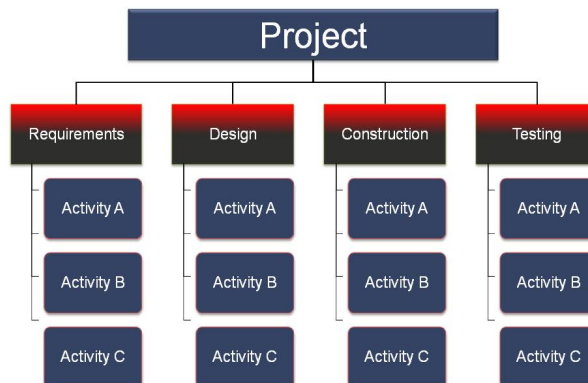 Project
Requirements
Design
Construction
Testing
Activity A
Activity A
Activity A
Activity A
Activity B
Activity B
Activity B
Activity B
Activity C
Activity C
Activity C
Activity C